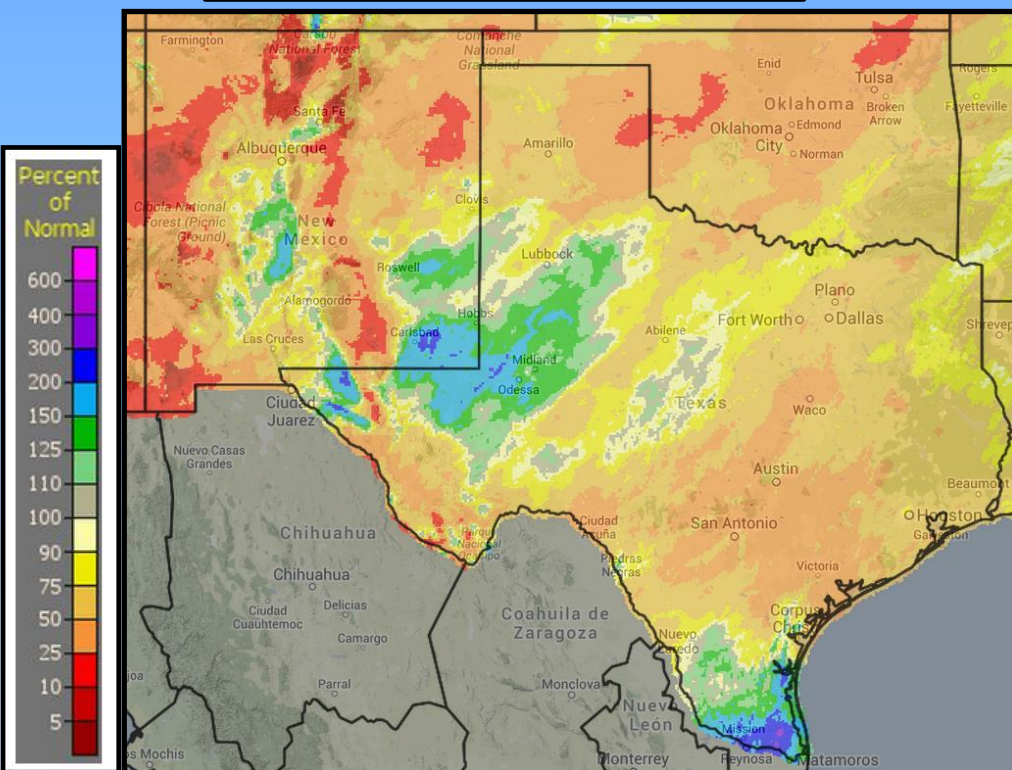 Percent
of
Normal
600
400
300
200
150
125
110
100
90
75
50
25
10
5
Farmington
Carson
National Forest
Comanche
National
Grassland
Enid
Tulsa
Rogers
Santa Fe
Oklahoma
Broken
Arrow
Fayetteville
Albuquerque
Amarillo
Oklahoma
City
Edmond
Norman
Cibola National
Forest (Picnic
Ground)
Clovis
New
Mexico
Lubbock
Roswell
Alamogordo
Plano
Hobbs
Fort Worth
Dallas
Abilene
Las Cruces
Carlsbad
Midland
Odessa
Ciudad
Juarez
Texas
Waco
Nuevo Casas
Grandes
Austin
Beaumont
Houston
Galveston
Chihuahua
Ciudad
Acuña
San Antonio
Parque
Nacional
Piedras
Negras
Victoria
Chihuahua
Delicias
Ciudad
Cuauhtemoc
Camargo
Coahuila de
Zaragoza
Corpus
Nuevo
Laredo
Parral
Monclova
Nuevo
León
Mission
Reynosa
Matamoros
Monterrey
os Mochis